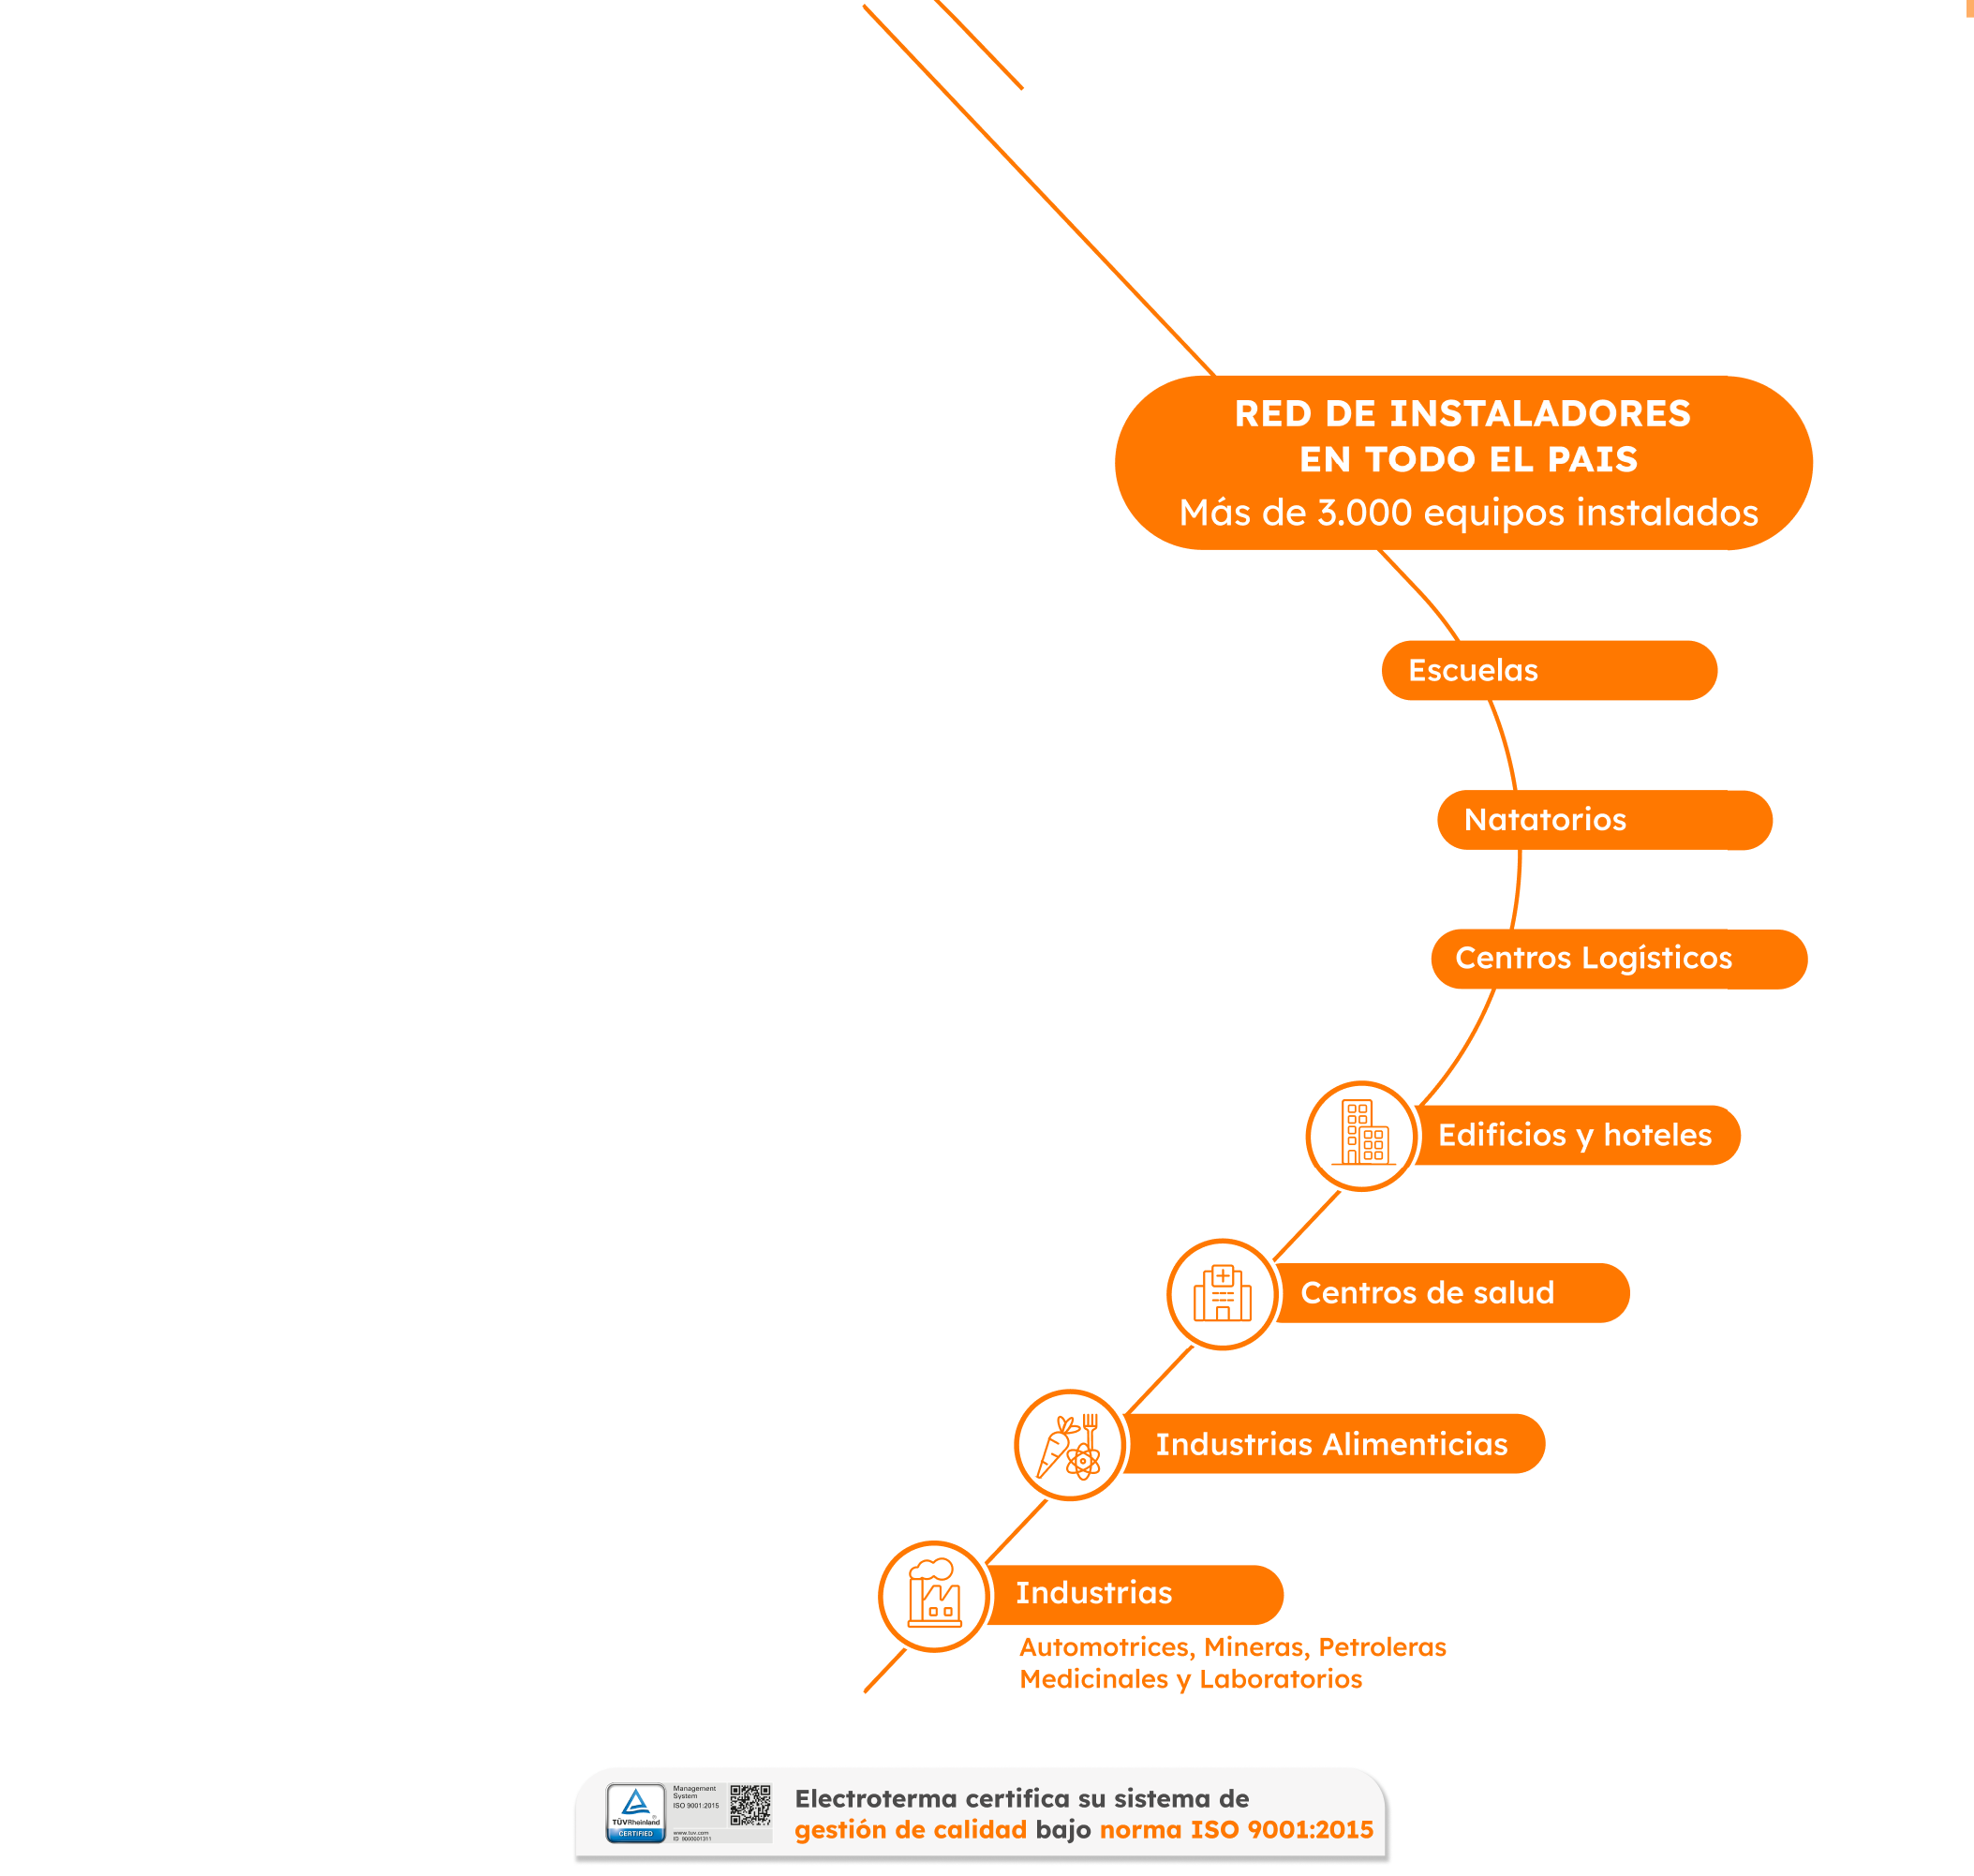 RED DE INSTALADORES
EN TODO EL PAIS
Más de 3.000 equipos instalados
Escuelas
Natatorios
Centros Logísticos
Edificios y hoteles
Centros de salud
Industrias Alimenticias
Industrias
Automotrices, Mineras, Petroleras
Medicinales y Laboratorios
TÜVRheinland
CERTIFIED
Management
System
ISO 9001:2015
www.tuv.com
ID 9000001311
Electroterma certifica su sistema de
gestión de calidad bajo norma ISO 9001:2015